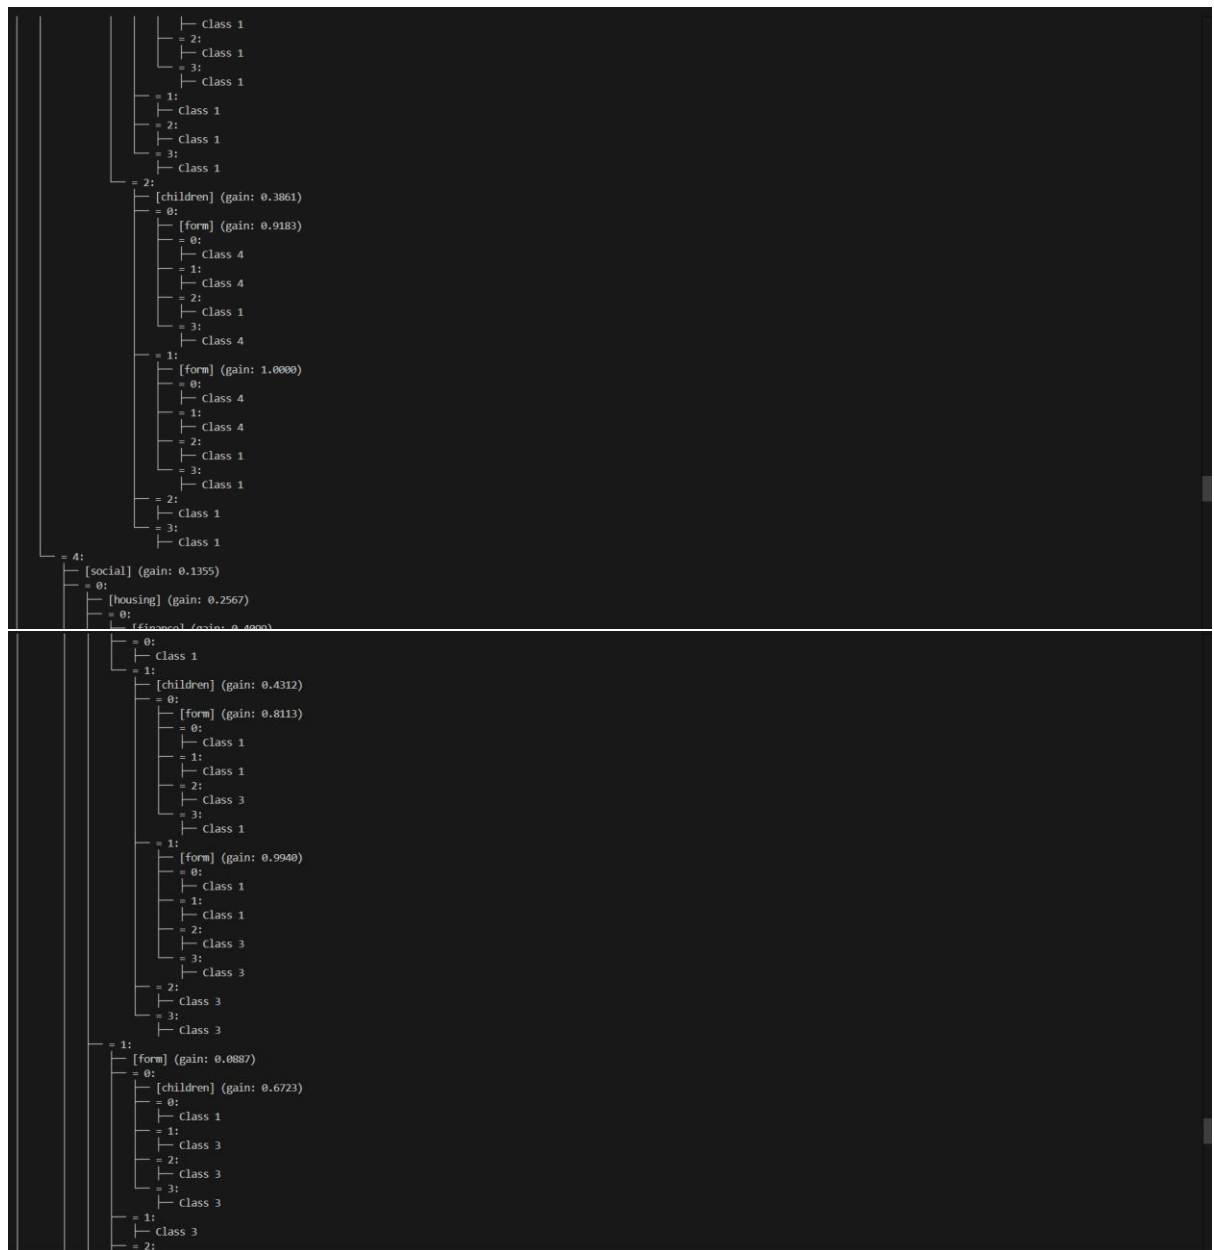 Class 1
= 2:
Class 1
= 3:
Class 1
= 1:
Class 1
= 2:
Class 1
= 3:
Class 1
= 2:
[children] (gain: 0.3861)
= 0:
[form] (gain: 0.9183)
= 0:
Class 4
= 1:
Class 4
= 2:
Class 1
= 3:
Class 4
= 1:
[form] (gain: 1.0000)
= 0:
Class 4
= 1:
Class 4
= 2:
Class 1
= 3:
Class 1
= 2:
Class 1
= 3:
Class 1
= 4:
[social] (gain: 0.1355)
= 0:
[housing] (gain: 0.2567)
= 0:
[finance] (gain: 0.4099)
= 0:
Class 1
= 1:
[children] (gain: 0.4312)
= 0:
[form] (gain: 0.8113)
= 0:
Class 1
= 1:
Class 1
= 2:
Class 3
= 3:
Class 1
= 1:
[form] (gain: 0.9940)
= 0:
Class 1
= 1:
Class 1
= 2:
Class 3
= 3:
Class 3
= 2:
Class 3
= 3:
Class 3
= 1:
[form] (gain: 0.0887)
= 0:
[children] (gain: 0.6723)
= 0:
Class 1
= 1:
Class 3
= 2:
Class 3
= 3:
Class 3
= 1:
Class 3
= 2: